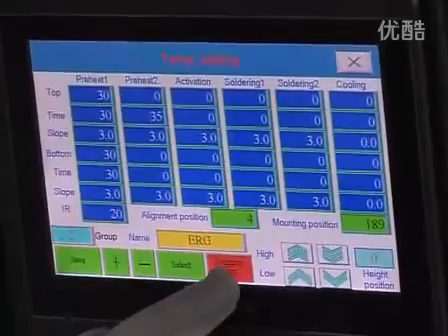 优酷
Temp. setting
Preheat1 Preheat2 Activation Soldering1 Soldering2 Cooling
Top 30 0 0 0 0 0
Time 30 35 0 0 0 0
Slope 3.0 3.0 3.0 3.0 3.0 0.0
Bottom 30 0 0 0 0 0
Time 30 0 0 0 0 0
Slope 3.0 3.0 3.0 3.0 3.0 0.0
IR 20 Alignment position 4 Mounting position 189
Group Name ERG High 0
+ - Select Low Height
position